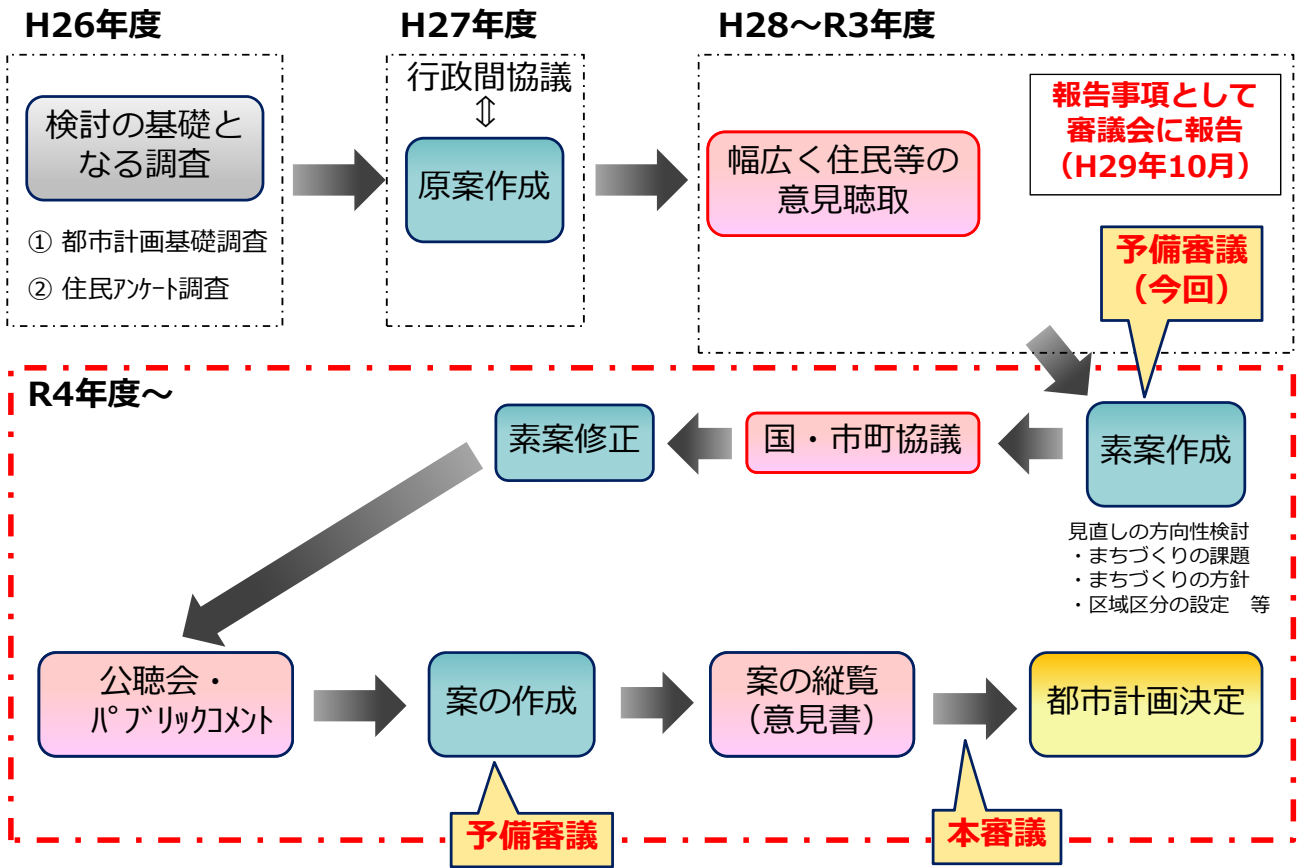 H26年度
検討の基礎と
なる調査
① 都市計画基礎調査
② 住民ｱﾝｹｰﾄ調査
H27年度
行政間協議
⇕
原案作成
H28～R3年度
幅広く住民等の
意見聴取
報告事項として
審議会に報告
（H29年10月）
予備審議
（今回）
R4年度～
素案作成
見直しの方向性検討
・まちづくりの課題
・まちづくりの方針
・区域区分の設定　等
国・市町協議
素案修正
公聴会・
ﾊﾟﾌﾞﾘｯｸｺﾒﾝﾄ
案の作成
予備審議
案の縦覧
（意見書）
本審議
都市計画決定